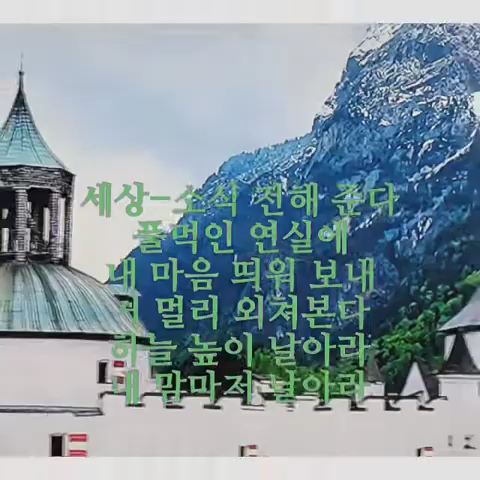 세상-소식 전해 준다
풀먹인 연실에
내 마음 띄워 보내
저 멀리 외쳐본다
하늘 높이 날아라
내 맘마저 날아라